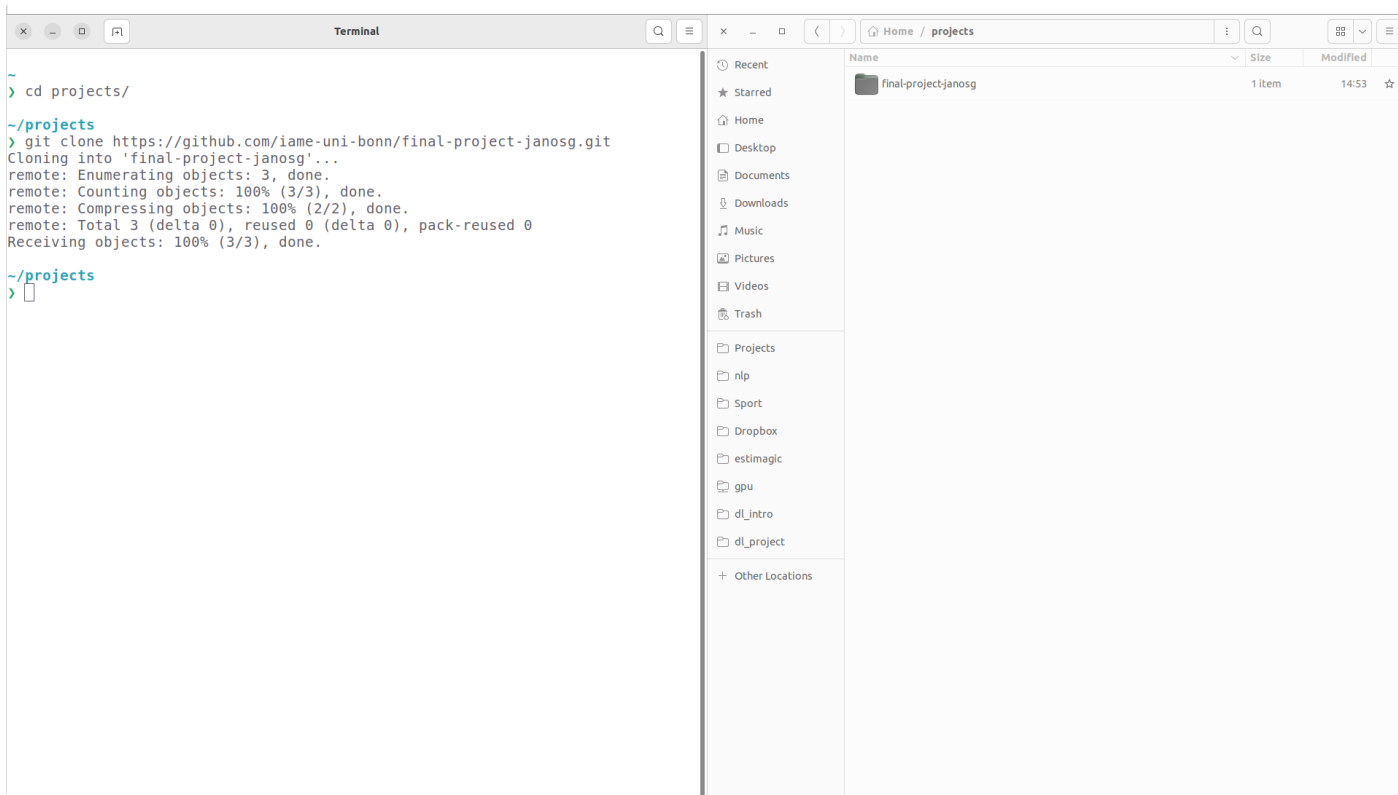 Terminal
~
❯ cd projects/
~/projects
❯ git clone https://github.com/iame-uni-bonn/final-project-janosg.git
Cloning into 'final-project-janosg'...
remote: Enumerating objects: 3, done.
remote: Counting objects: 100% (3/3), done.
remote: Compressing objects: 100% (2/2), done.
remote: Total 3 (delta 0), reused 0 (delta 0), pack-reused 0
Receiving objects: 100% (3/3), done.
~/projects
❯
Home / projects
Recent
Starred
Home
Desktop
Documents
Downloads
Music
Pictures
Videos
Trash
Projects
nlp
Sport
Dropbox
estimagic
gpu
dl_intro
dl_project
+ Other Locations
Name Size Modified
final-project-janosg 1 item 14:53